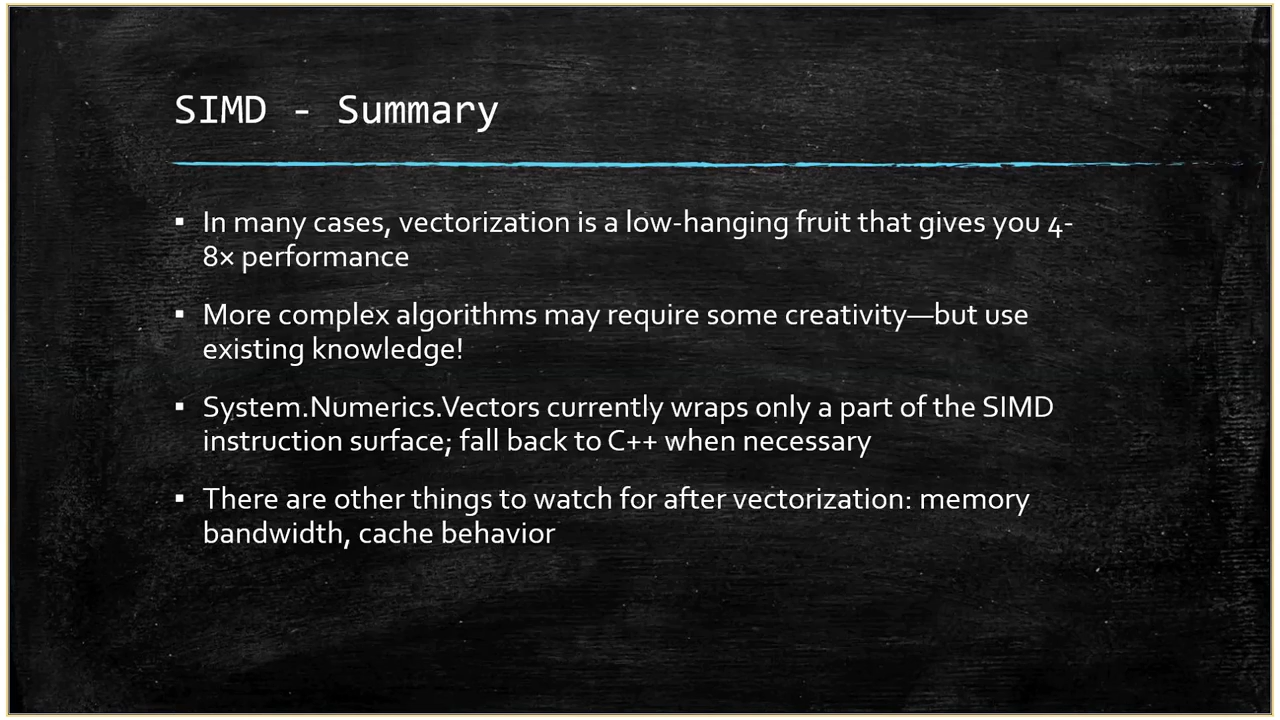 SIMD - Summary
▪ In many cases, vectorization is a low-hanging fruit that gives you 4-
8× performance
▪ More complex algorithms may require some creativity—but use
existing knowledge!
▪ System.Numerics.Vectors currently wraps only a part of the SIMD
instruction surface; fall back to C++ when necessary
▪ There are other things to watch for after vectorization: memory
bandwidth, cache behavior